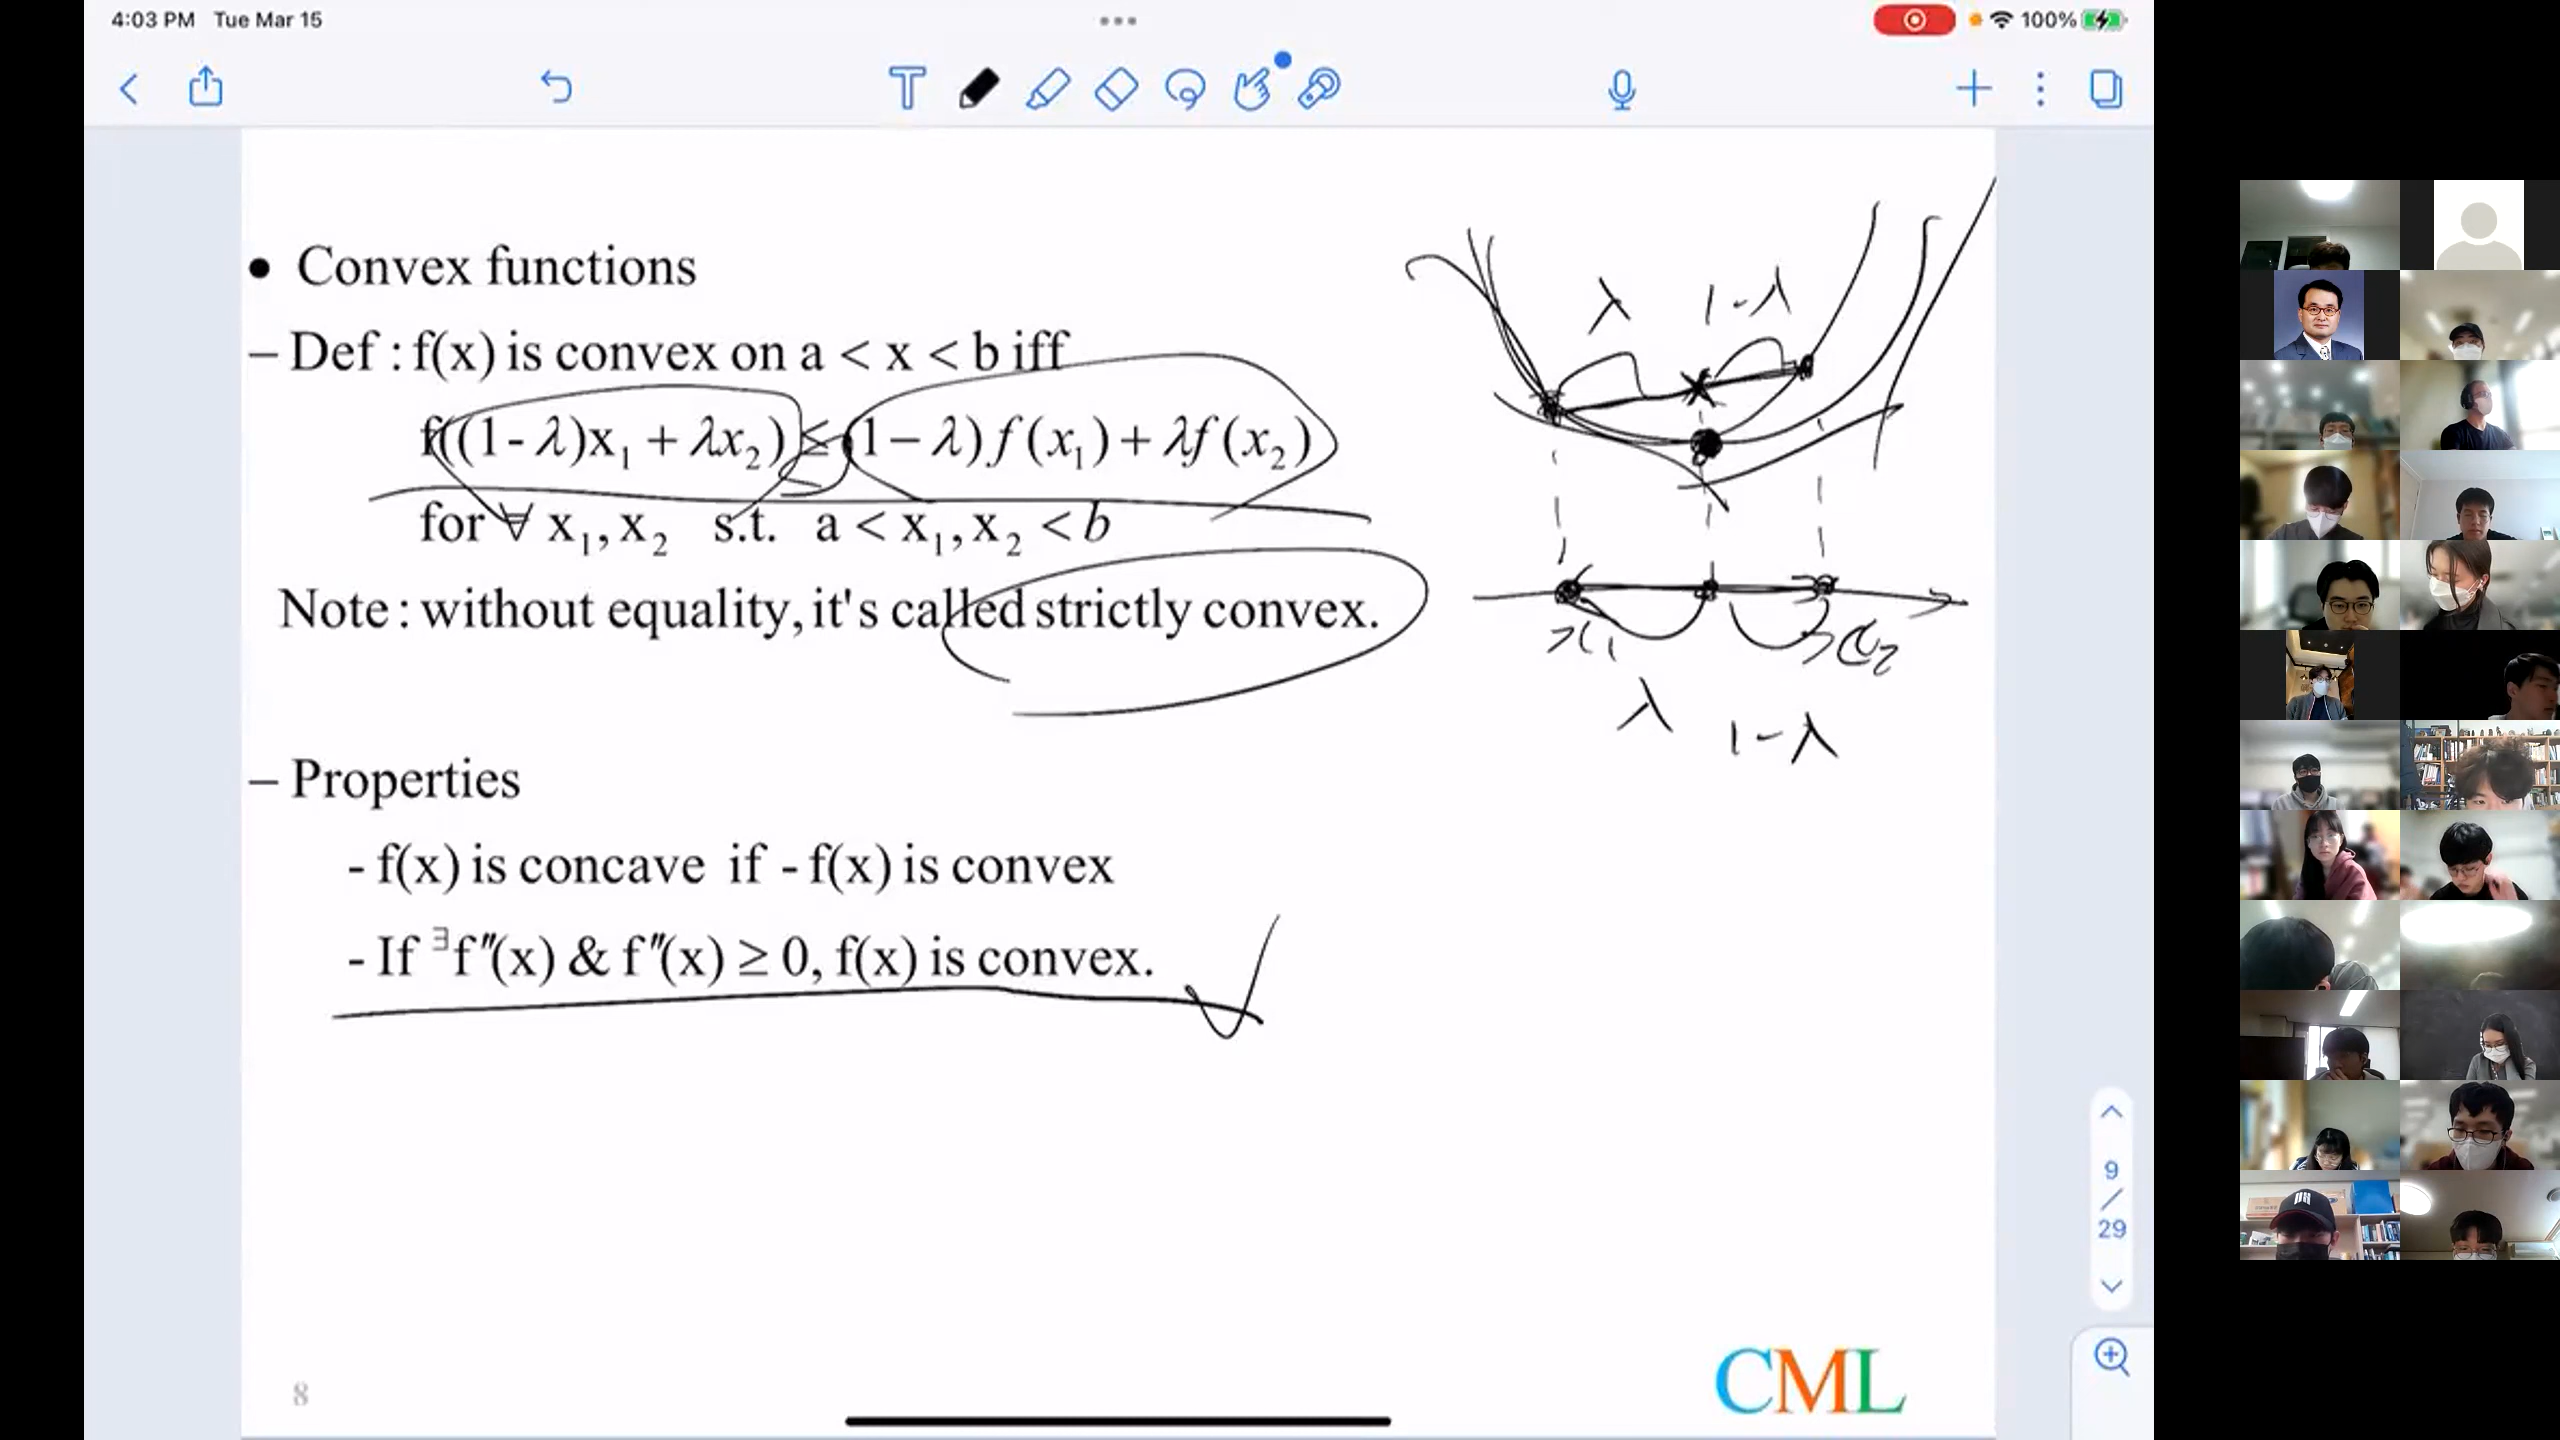 4:03 PM Tue Mar 15
100%
• Convex functions
– Def : f(x) is convex on a < x < b iff
f((1-λ)x₁ + λx₂) ≤ (1−λ)f(x₁)+λf(x₂)
for ∀ x₁, x₂ s.t. a < x₁, x₂ < b
Note : without equality, it's called strictly convex.
– Properties
- f(x) is concave if - f(x) is convex
- If ∃f″(x) & f″(x) ≥ 0, f(x) is convex.
λ 1-λ
x₁ x₂
λ 1-λ
9
/
29
8
CML